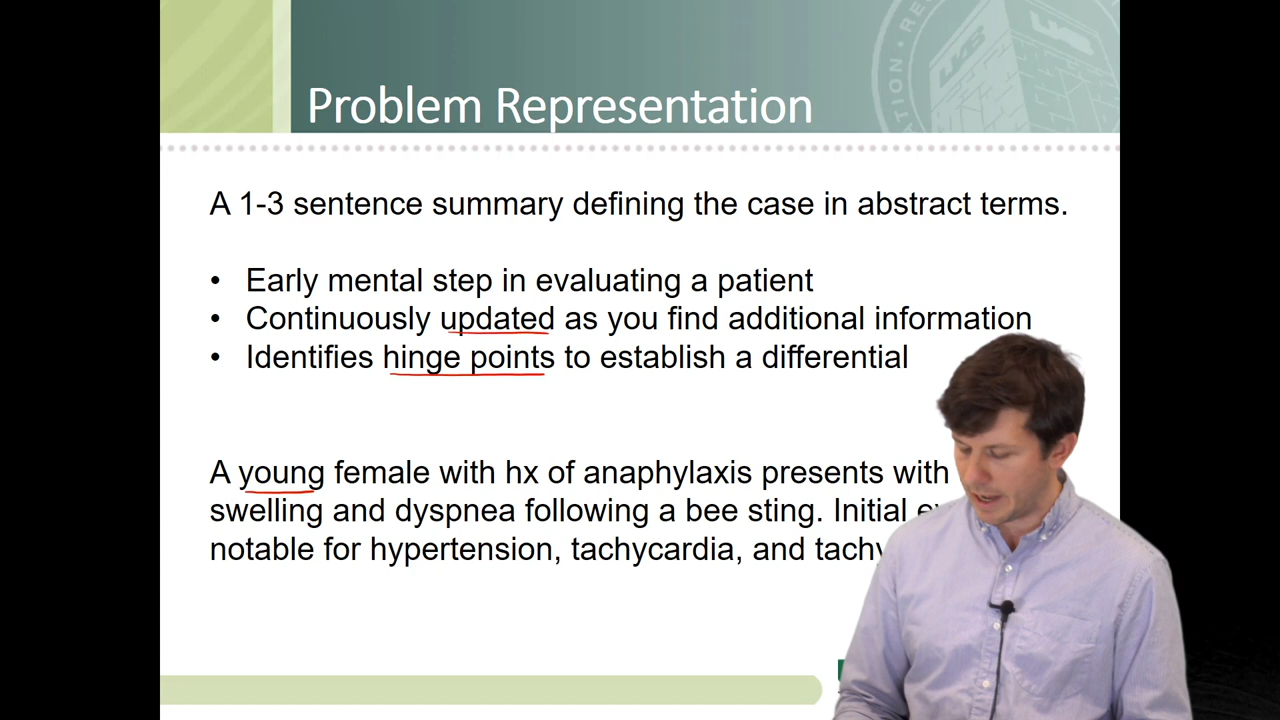 Problem Representation
A 1-3 sentence summary defining the case in abstract terms.
• Early mental step in evaluating a patient
• Continuously updated as you find additional information
• Identifies hinge points to establish a differential
A young female with hx of anaphylaxis presents with
swelling and dyspnea following a bee sting. Initial
notable for hypertension, tachycardia, and